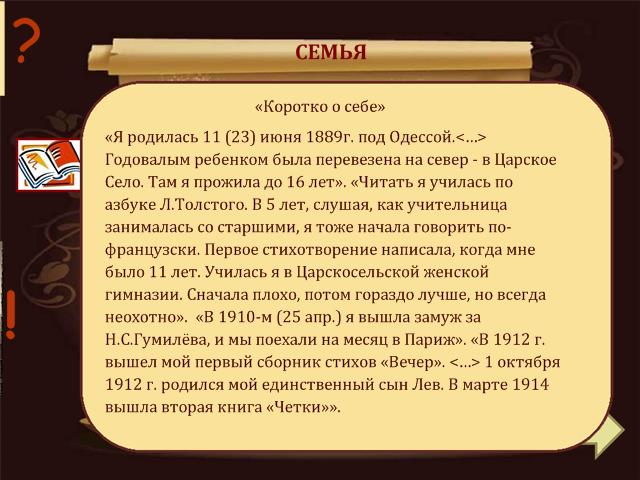 ?
СЕМЬЯ
«Коротко о себе»
«Я родилась 11 (23) июня 1889г. под Одессой.<…>
Годовалым ребенком была перевезена на север - в Царское
Село. Там я прожила до 16 лет». «Читать я училась по
азбуке Л.Толстого. В 5 лет, слушая, как учительница
занималась со старшими, я тоже начала говорить по-
французски. Первое стихотворение написала, когда мне
было 11 лет. Училась я в Царскосельской женской
гимназии. Сначала плохо, потом гораздо лучше, но всегда
неохотно».  «В 1910-м (25 апр.) я вышла замуж за
Н.С.Гумилёва, и мы поехали на месяц в Париж». «В 1912 г.
вышел мой первый сборник стихов «Вечер». <…> 1 октября
1912 г. родился мой единственный сын Лев. В марте 1914
вышла вторая книга «Четки»».
!